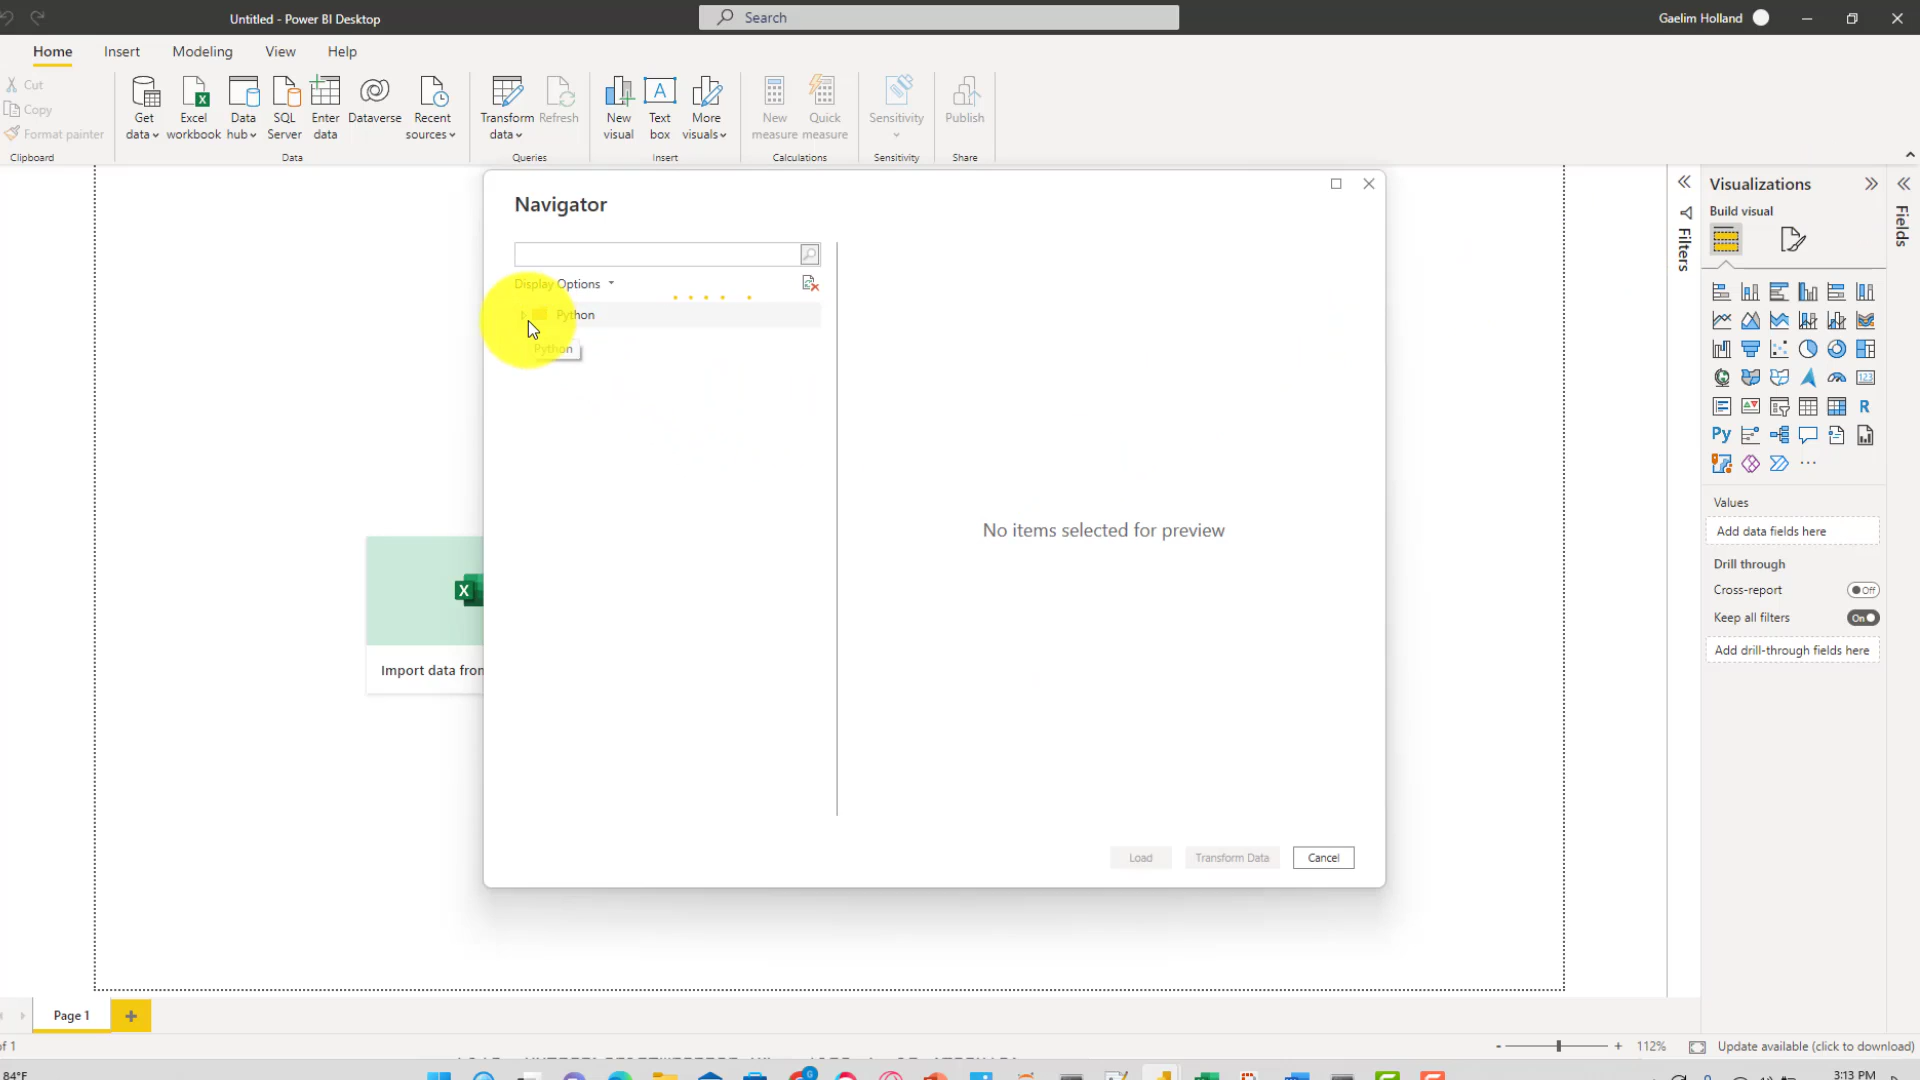 Untitled - Power BI Desktop
Search
Gaelim Holland
Home
Insert
Modeling
View
Help
Cut
Copy
Format painter
Clipboard
Get data
Excel workbook
Data hub
SQL Server
Enter data
Dataverse
Recent sources
Data
Transform data
Refresh
Queries
New visual
Text box
More visuals
Insert
New measure
Quick measure
Calculations
Sensitivity
Sensitivity
Publish
Share
Navigator
Display Options
Python
Python
No items selected for preview
Load
Transform Data
Cancel
Import data from
Filters
Visualizations
Build visual
Fields
R
Py
123
Values
Add data fields here
Drill through
Cross-report
Off
Keep all filters
On
Add drill-through fields here
Page 1
of 1
112%
Update available (click to download)
84°F
3:13 PM